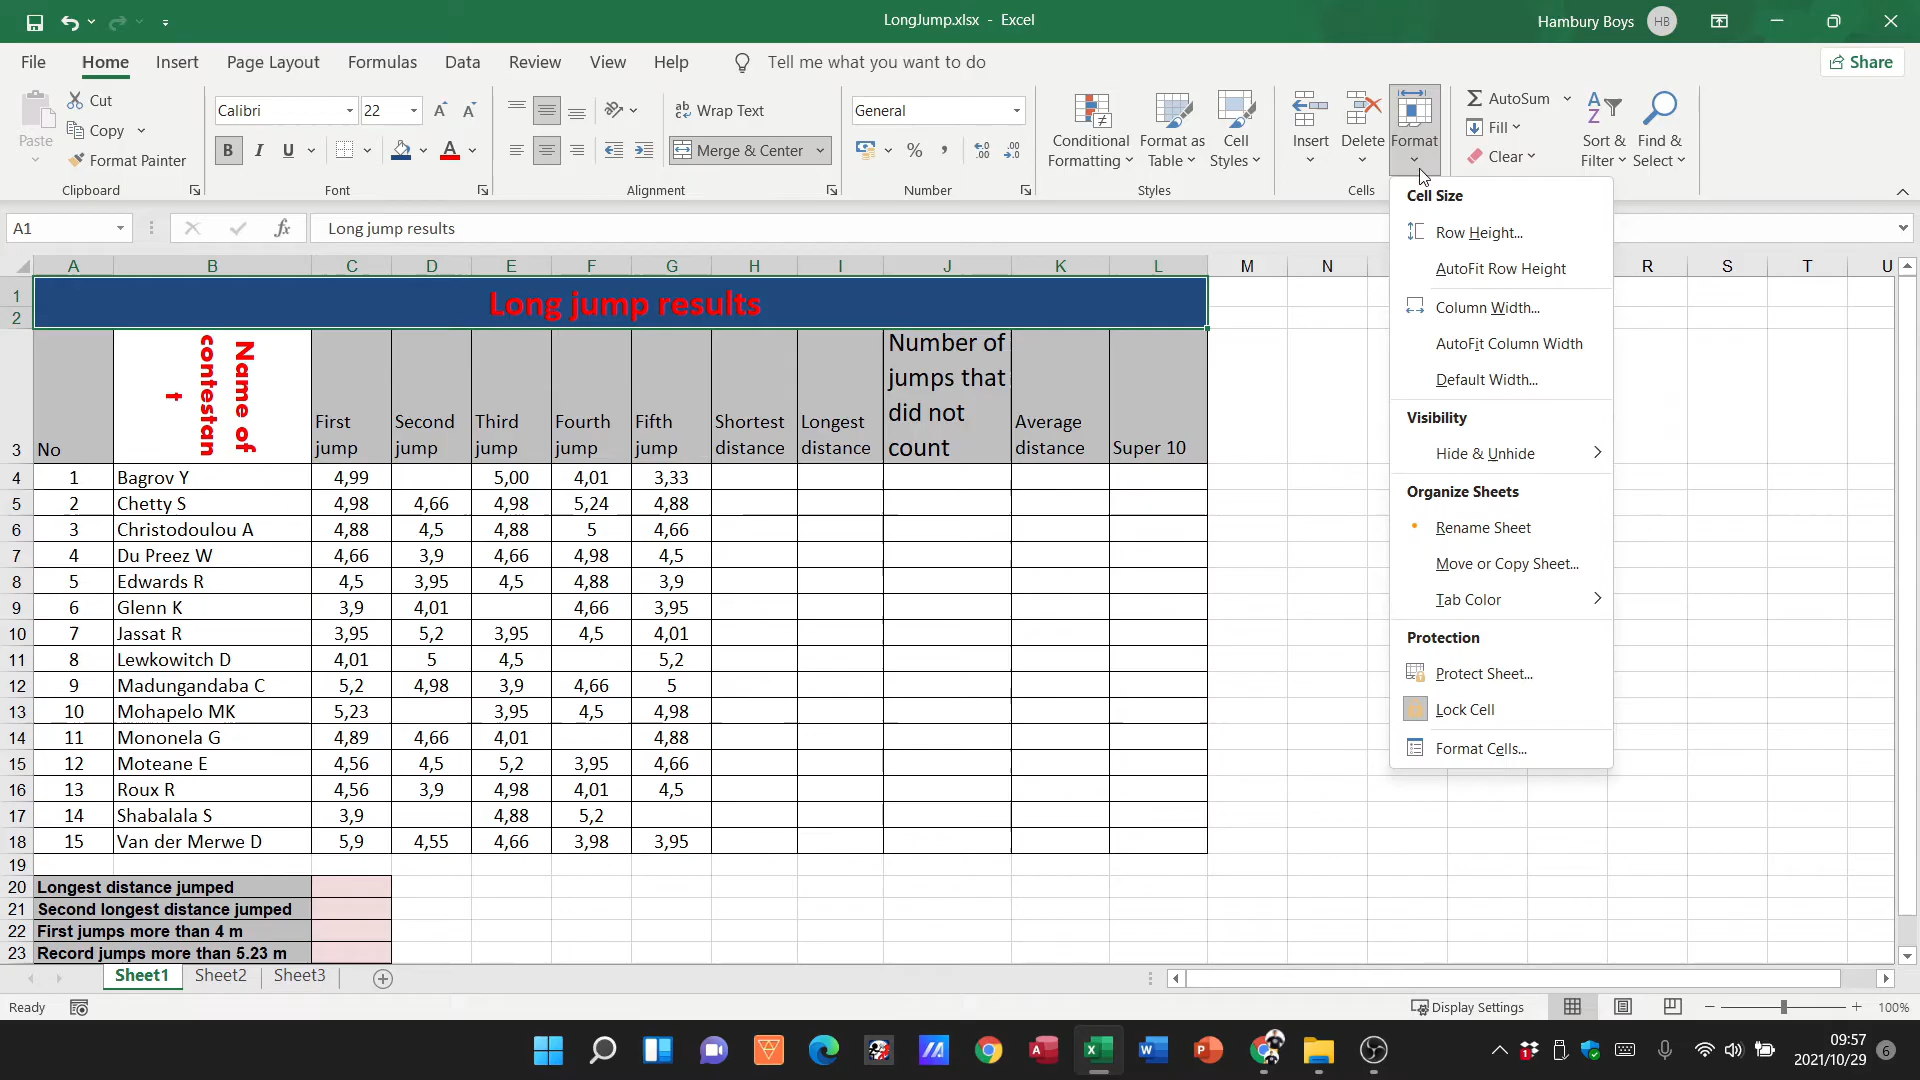 LongJump.xlsx - Excel
Hambury Boys HB
File Home Insert Page Layout Formulas Data Review View Help Tell me what you want to do Share
Paste
Cut
Copy
Format Painter
Clipboard
Calibri 22
B I U
Font
Wrap Text
Merge & Center
Alignment
General
Number
Conditional Formatting
Format as Table
Cell Styles
Styles
Insert Delete Format
Cells
AutoSum
Fill
Clear
Sort & Filter
Find & Select
A1 fx Long jump results
A B C D E F G H I J K L M N R S T U
1 Long jump results
2
3 No Name of contestant First jump Second jump Third jump Fourth jump Fifth jump Shortest distance Longest distance Number of jumps that did not count Average distance Super 10
4 1 Bagrov Y 4,99 5,00 4,01 3,33
5 2 Chetty S 4,98 4,66 4,98 5,24 4,88
6 3 Christodoulou A 4,88 4,5 4,88 5 4,66
7 4 Du Preez W 4,66 3,9 4,66 4,98 4,5
8 5 Edwards R 4,5 3,95 4,5 4,88 3,9
9 6 Glenn K 3,9 4,01 4,66 3,95
10 7 Jassat R 3,95 5,2 3,95 4,5 4,01
11 8 Lewkowitch D 4,01 5 4,5 5,2
12 9 Madungandaba C 5,2 4,98 3,9 4,66 5
13 10 Mohapelo MK 5,23 3,95 4,5 4,98
14 11 Mononela G 4,89 4,66 4,01 4,88
15 12 Moteane E 4,56 4,5 5,2 3,95 4,66
16 13 Roux R 4,56 3,9 4,98 4,01 4,5
17 14 Shabalala S 3,9 4,88 5,2
18 15 Van der Merwe D 5,9 4,55 4,66 3,98 3,95
19
20 Longest distance jumped
21 Second longest distance jumped
22 First jumps more than 4 m
23 Record jumps more than 5.23 m
Cell Size
Row Height...
AutoFit Row Height
Column Width...
AutoFit Column Width
Default Width...
Visibility
Hide & Unhide
Organize Sheets
Rename Sheet
Move or Copy Sheet...
Tab Color
Protection
Protect Sheet...
Lock Cell
Format Cells...
Sheet1 Sheet2 Sheet3
Ready
Display Settings
100%
09:57
2021/10/29
6